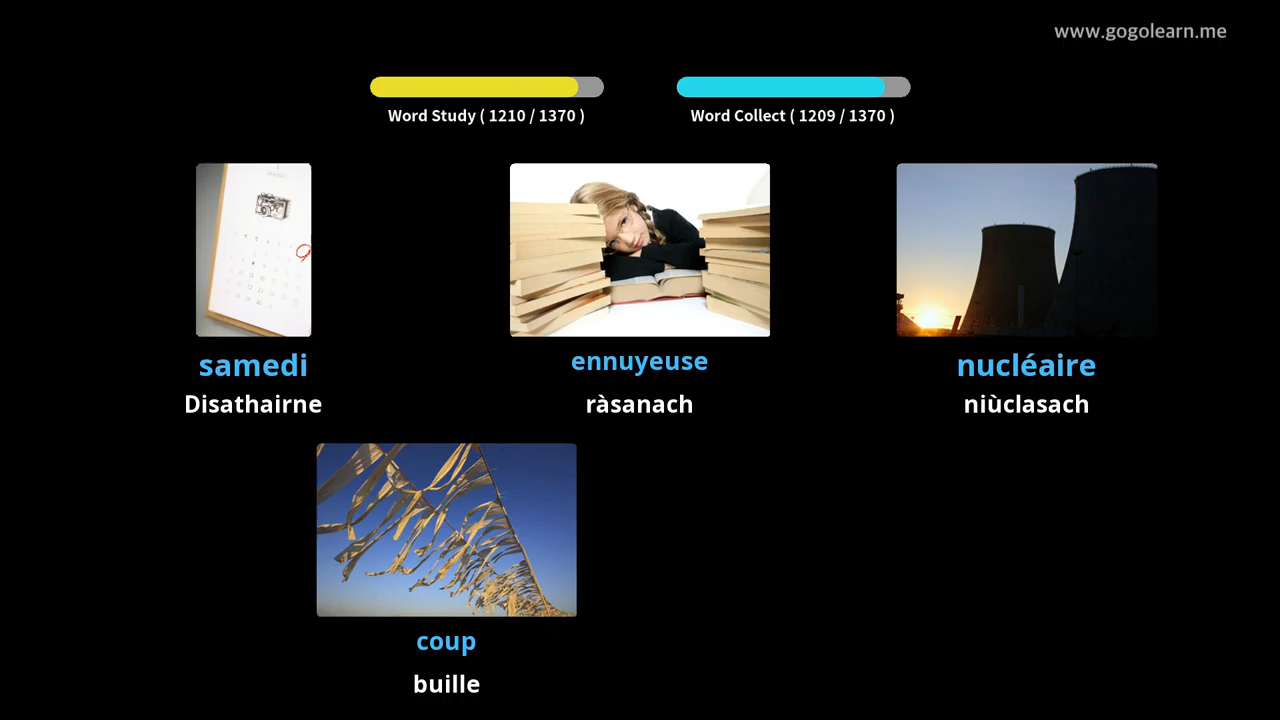 www.gogolearn.me
Word Study ( 1210 / 1370 )
Word Collect ( 1209 / 1370 )
samedi
Disathairne
ennuyeuse
ràsanach
nucléaire
niùclasach
coup
buille